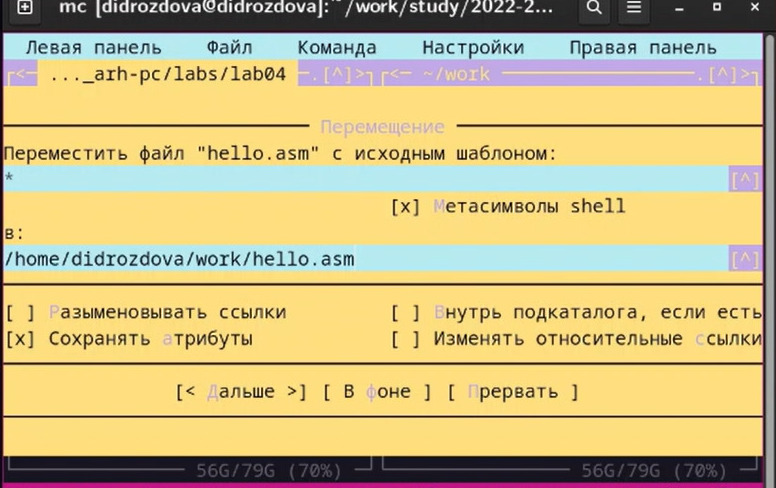 mc [didrozdova@didrozdova]:~/work/study/2022-2...
Левая панель Файл Команда Настройки Правая панель
<— ..._arh-pc/labs/lab04 —.[^]> <— ~/work —.[^]>
Перемещение
Переместить файл "hello.asm" с исходным шаблоном:
* [^]
[x] Метасимволы shell
в:
/home/didrozdova/work/hello.asm [^]
[ ] Разыменовывать ссылки [ ] Внутрь подкаталога, если есть
[x] Сохранять атрибуты [ ] Изменять относительные ссылки
[< Дальше >] [ В фоне ] [ Прервать ]
56G/79G (70%) 56G/79G (70%)